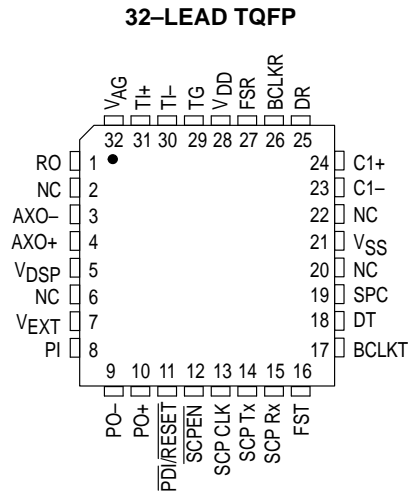 32–LEAD TQFP
VAG TI+ TI– TG VDD FSR BCLKR DR
32 31 30 29 28 27 26 25
RO 1
NC 2
AXO– 3
AXO+ 4
VDSP 5
NC 6
VEXT 7
PI 8
24 C1+
23 C1–
22 NC
21 VSS
20 NC
19 SPC
18 DT
17 BCLKT
9 10 11 12 13 14 15 16
PO– PO+ PDI/RESET SCPEN SCP CLK SCP Tx SCP Rx FST